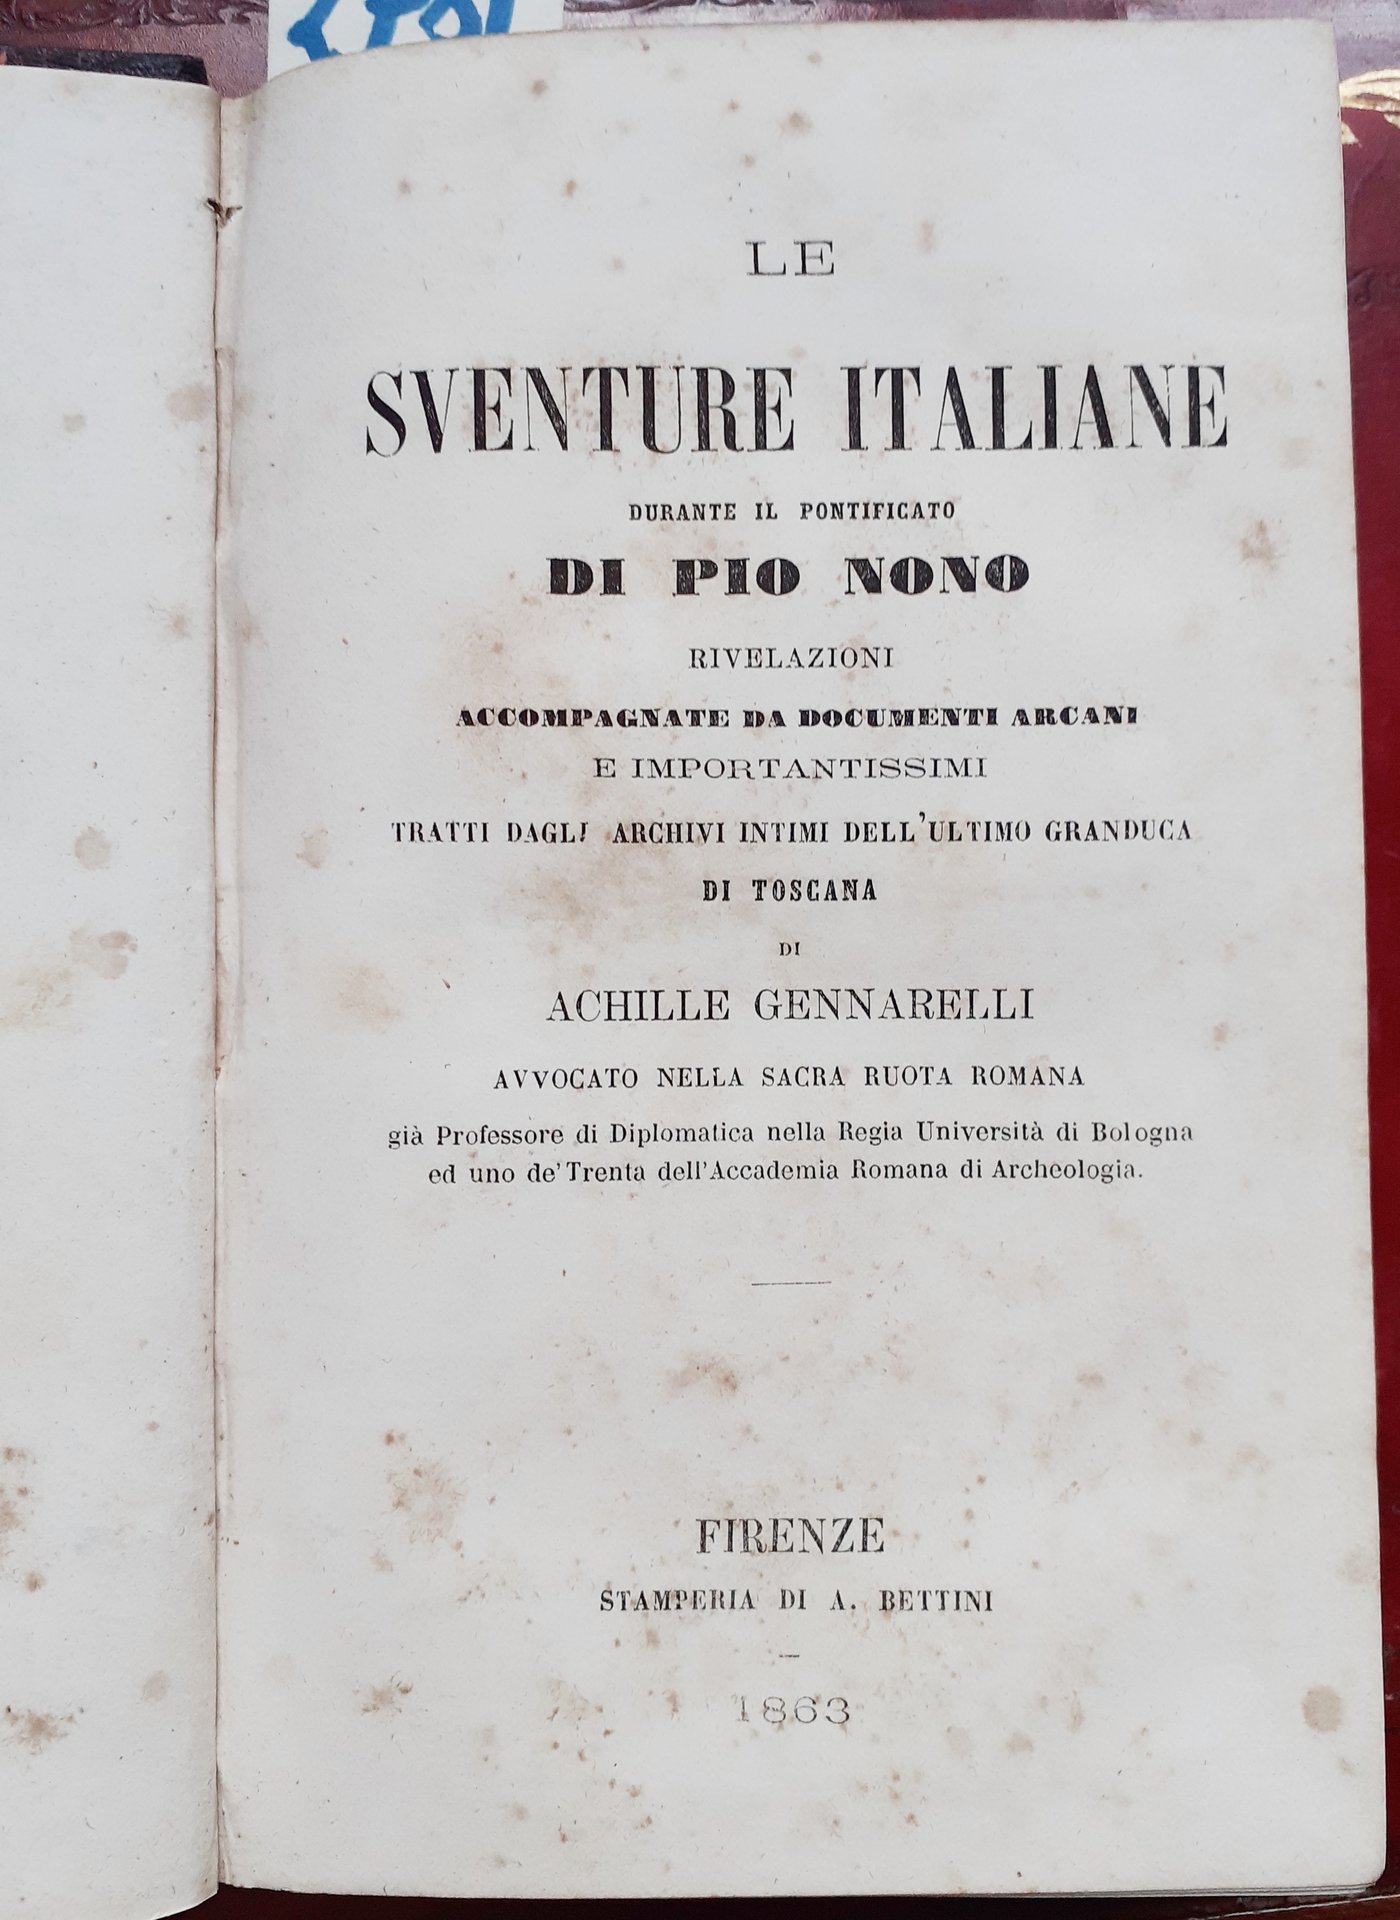 LE
SVENTURE ITALIANE
DURANTE IL PONTIFICATO
DI PIO NONO
RIVELAZIONI
ACCOMPAGNATE DA DOCUMENTI ARCANI
E IMPORTANTISSIMI
TRATTI DAGLI ARCHIVI INTIMI DELL'ULTIMO GRANDUCA
DI TOSCANA
DI
ACHILLE GENNARELLI
AVVOCATO NELLA SACRA RUOTA ROMANA
già Professore di Diplomatica nella Regia Università di Bologna
ed uno de' Trenta dell'Accademia Romana di Archeologia.
FIRENZE
STAMPERIA DI A. BETTINI
1863